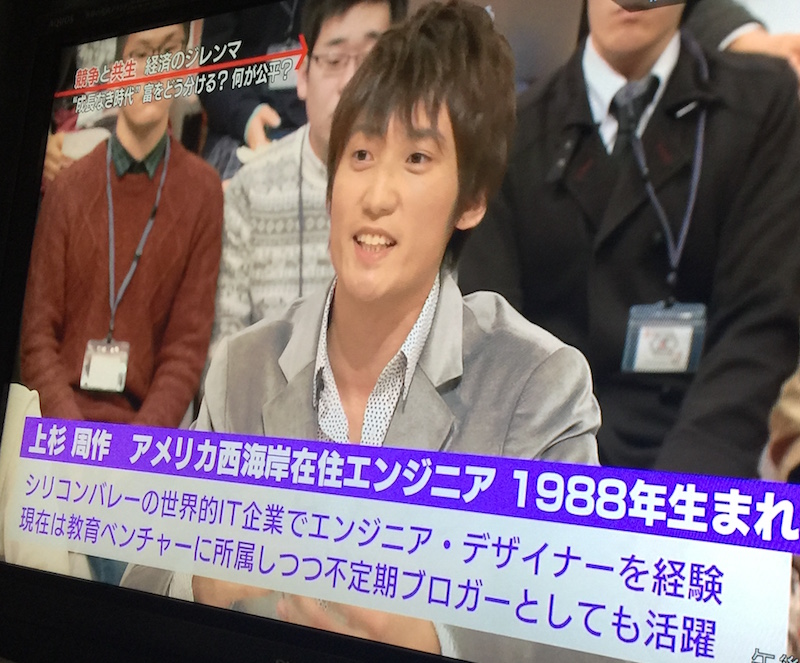 競争と共生 経済のジレンマ
"成長なき時代"富をどう分ける?何が公平?
上杉 周作 アメリカ西海岸在住エンジニア 1988年生まれ
シリコンバレーの世界的IT企業でエンジニア・デザイナーを経験
現在は教育ベンチャーに所属しつつ不定期ブロガーとしても活躍